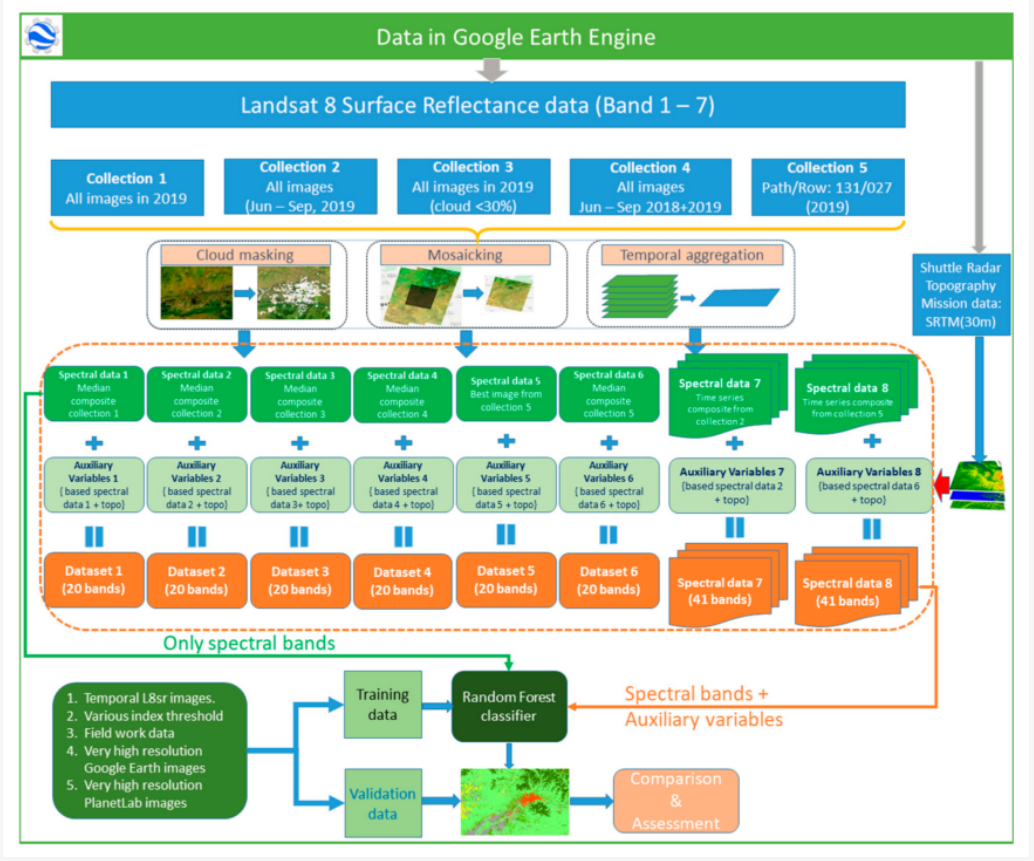 Data in Google Earth Engine
Landsat 8 Surface Reflectance data (Band 1 – 7)
Collection 1
All images in 2019
Collection 2
All images
(Jun – Sep, 2019
Collection 3
All images in 2019
(cloud <30%)
Collection 4
All images
Jun – Sep 2018+2019
Collection 5
Path/Row: 131/027
(2019)
Cloud masking
Mosaicking
Temporal aggregation
Shuttle Radar
Topography
Mission data:
SRTM(30m)
Spectral data 1
Median
composite
collection 1
Spectral data 2
Median
composite
collection 2
Spectral data 3
Median
composite
collection 3
Spectral data 4
Median
composite
collection 4
Spectral data 5
Best image from
collection 5
Spectral data 6
Median
composite
collection 5
Spectral data 7
Time series
composite from
collection 2
Spectral data 8
Time series composite
from collection 5
Auxiliary
Variables 1
{ based spectral
data 1 + topo}
Auxiliary
Variables 2
{ based spectral
data 2 + topo}
Auxiliary
Variables 3
{ based spectral
data 3+ topo}
Auxiliary
Variables 4
{ based spectral
data 4 + topo}
Auxiliary
Variables 5
{ based spectral
data 5 + topo}
Auxiliary
Variables 6
{ based spectral
data 6 + topo}
Auxiliary Variables 7
{based spectral data 2
+ topo}
Auxiliary Variables 8
{based spectral data 6
+ topo}
Dataset 1
(20 bands)
Dataset 2
(20 bands)
Dataset 3
(20 bands)
Dataset 4
(20 bands)
Dataset 5
(20 bands)
Dataset 6
(20 bands)
Spectral data 7
(41 bands)
Spectral data 8
(41 bands)
Only spectral bands
1. Temporal L8sr images.
2. Various index threshold
3. Field work data
4. Very high resolution
Google Earth images
5. Very high resolution
PlanetLab images
Training
data
Random Forest
classifier
Spectral bands +
Auxiliary variables
Validation
data
Comparison
&
Assessment